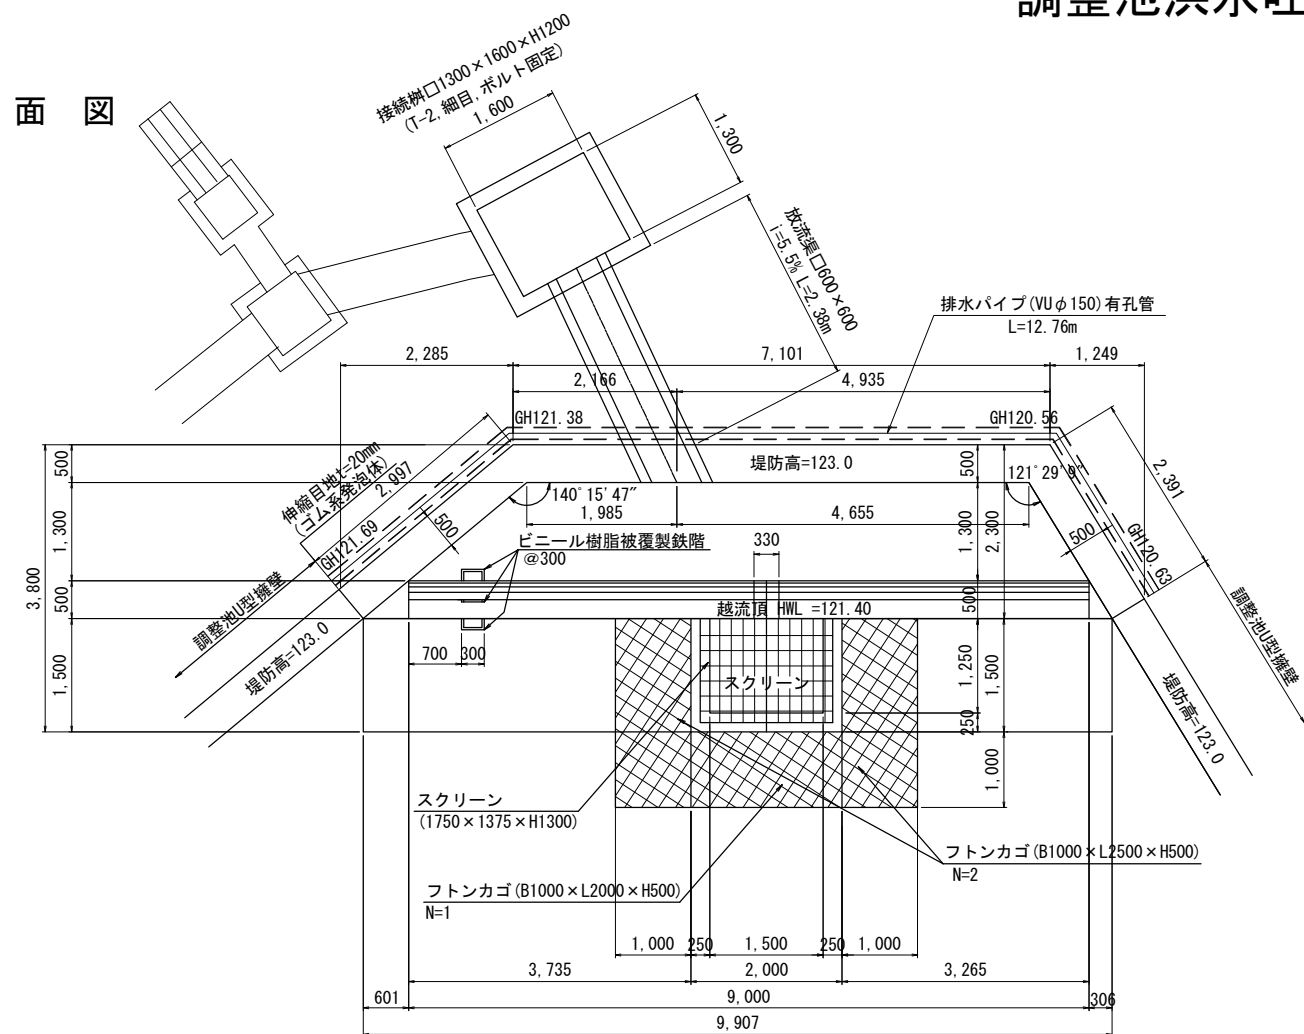 調整池洪水吐
面 図
接続桝口1300×1600×H1200
(T-2,細目,ボルト固定)
1,600
1,300
放流渠口600×600
i=5.5% L=2.38m
排水パイプ(VUφ150)有孔管
L=12.76m
2,285
7,101
1,249
2,166
4,935
GH121.38
GH120.56
堤防高=123.0
500
1,300
500
1,500
3,800
伸縮目地t=20mm
(ゴム系発泡体)
2,997
GH121.69
500
140°15'47"
121°29'9"
1,985
4,655
500
1,300
2,300
500
2,391
500
GH120.63
ビニール樹脂被覆製鉄階
@300
330
越流頂 HWL =121.40
調整池U型擁壁
堤防高=123.0
700
300
スクリーン
1,250
1,500
250
1,000
調整池U型擁壁
堤防高=123.0
スクリーン
(1750×1375×H1300)
フトンカゴ(B1000×L2500×H500)
N=2
フトンカゴ(B1000×L2000×H500)
N=1
1,000
250
1,500
250
1,000
3,735
2,000
3,265
601
9,000
306
9,907